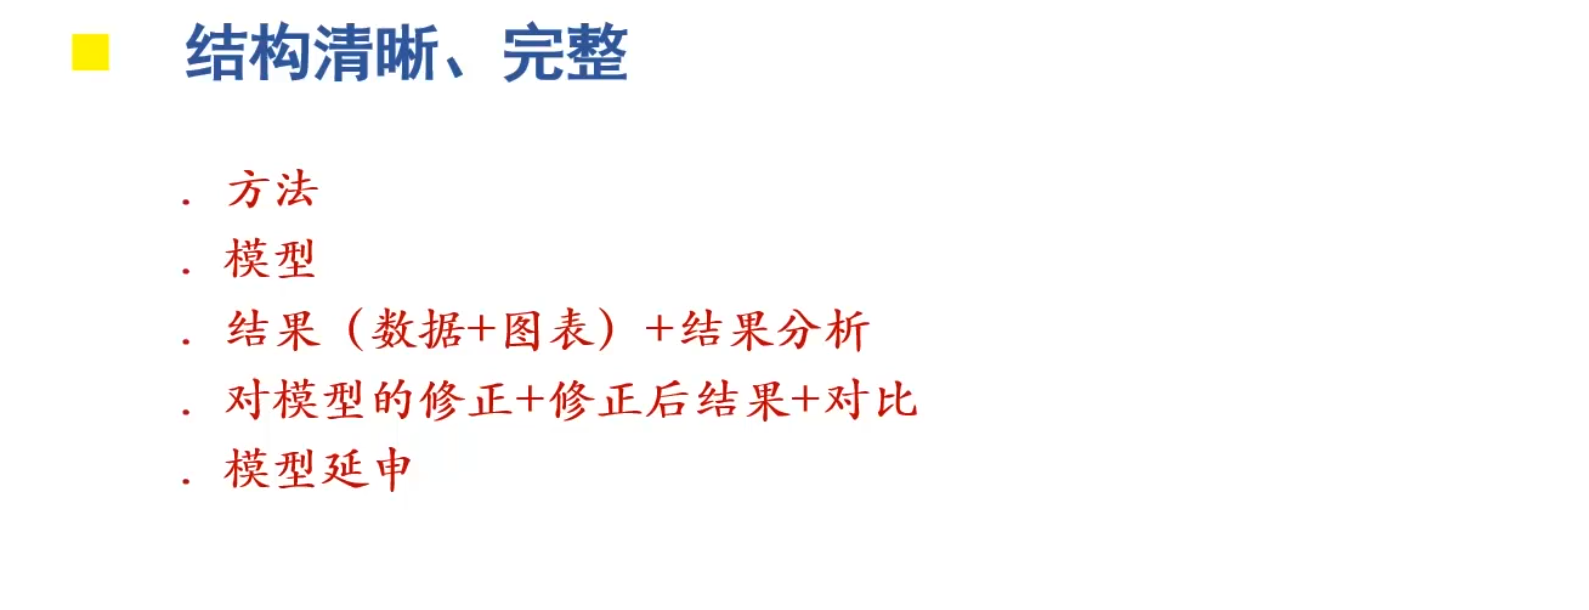 结构清晰、完整
. 方法
. 模型
. 结果（数据+图表）+结果分析
. 对模型的修正+修正后结果+对比
. 模型延申